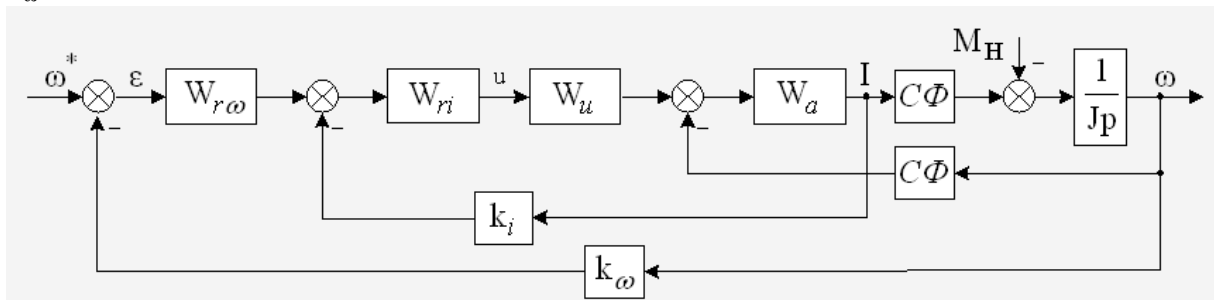 ω* ε W_rω W_ri u W_u W_a I CΦ M_H 1/Jp ω
- - - -
CΦ
k_i
-
k_ω